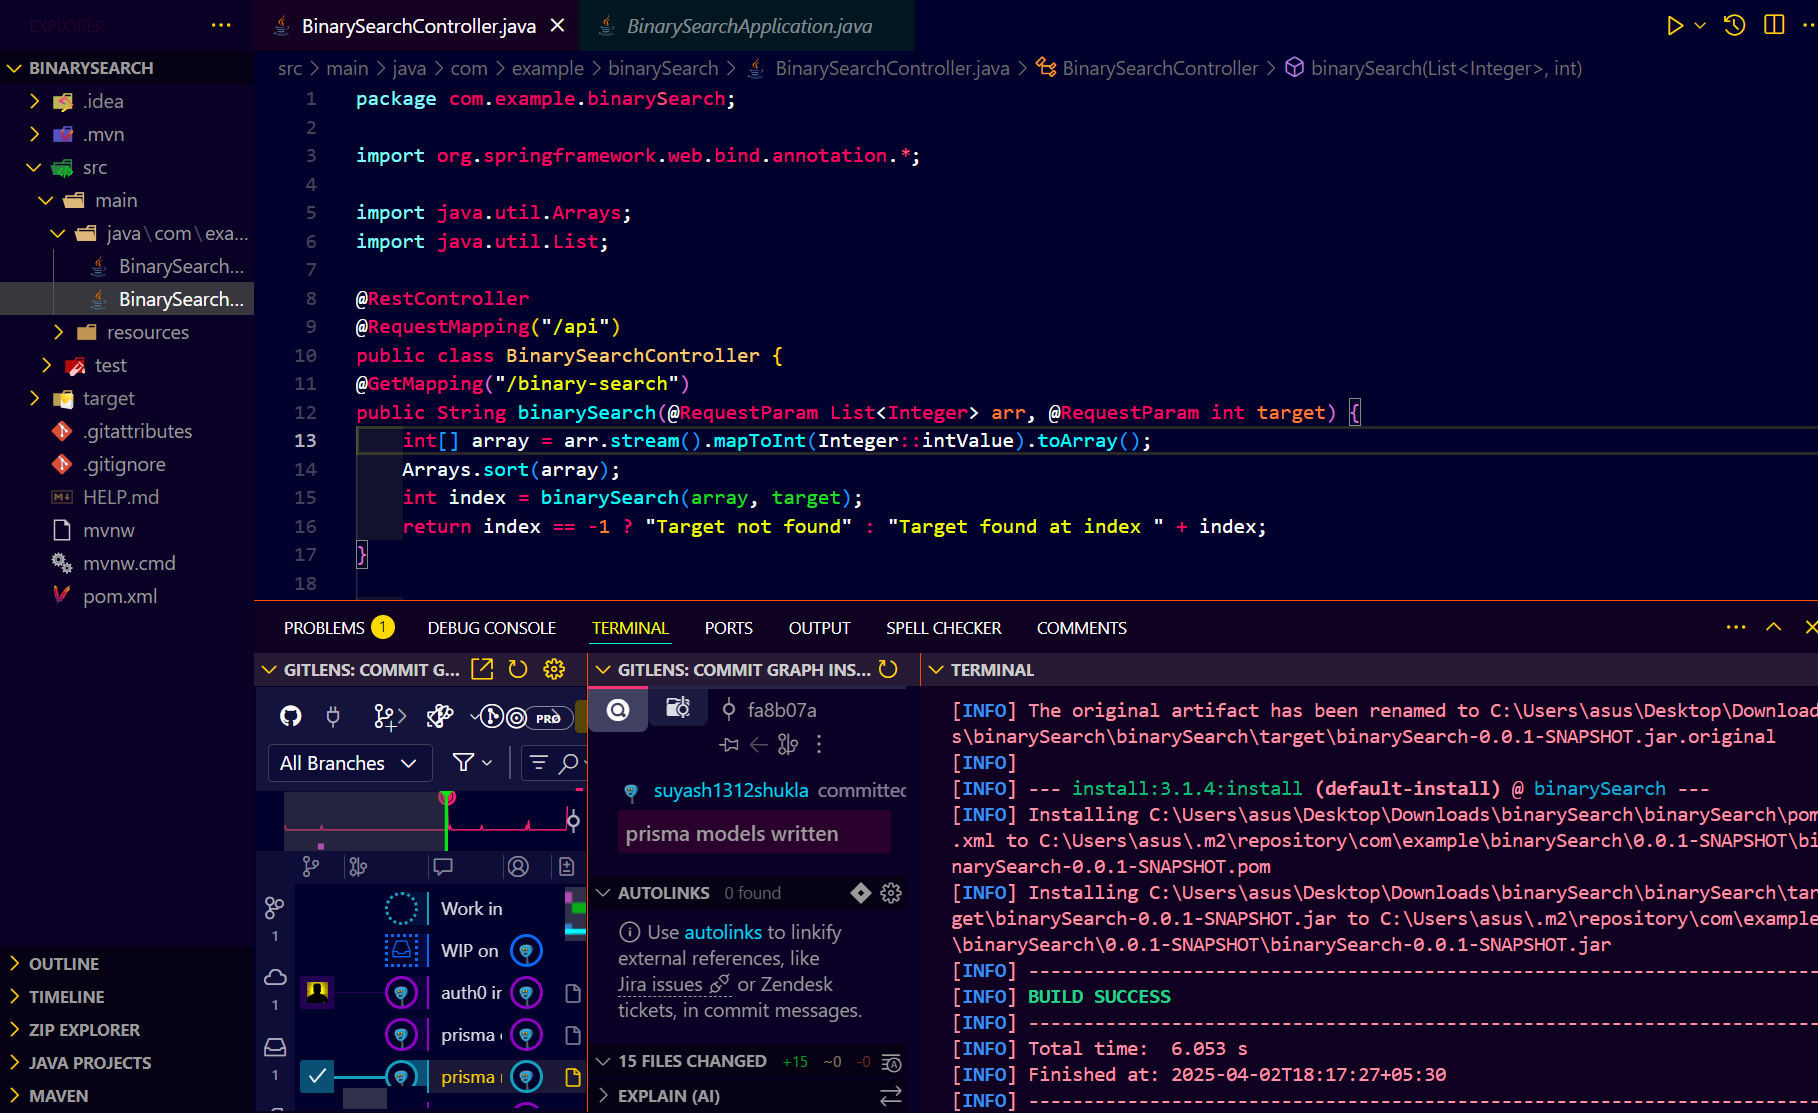 EXPLORER
BINARYSEARCH
.idea
.mvn
src
main
java\com\exa...
BinarySearch...
BinarySearch...
resources
test
target
.gitattributes
.gitignore
HELP.md
mvnw
mvnw.cmd
pom.xml
OUTLINE
TIMELINE
ZIP EXPLORER
JAVA PROJECTS
MAVEN
BinarySearchController.java
BinarySearchApplication.java
src > main > java > com > example > binarySearch > BinarySearchController.java > BinarySearchController > binarySearch(List<Integer>, int)
1 package com.example.binarySearch;
2
3 import org.springframework.web.bind.annotation.*;
4
5 import java.util.Arrays;
6 import java.util.List;
7
8 @RestController
9 @RequestMapping("/api")
10 public class BinarySearchController {
11 @GetMapping("/binary-search")
12 public String binarySearch(@RequestParam List<Integer> arr, @RequestParam int target) {
13 int[] array = arr.stream().mapToInt(Integer::intValue).toArray();
14 Arrays.sort(array);
15 int index = binarySearch(array, target);
16 return index == -1 ? "Target not found" : "Target found at index " + index;
17 }
18
PROBLEMS 1 DEBUG CONSOLE TERMINAL PORTS OUTPUT SPELL CHECKER COMMENTS
GITLENS: COMMIT G...
PRO
All Branches
1
1
1
Work in
WIP on
auth0 in
prisma
prisma
GITLENS: COMMIT GRAPH INS...
fa8b07a
suyash1312shukla committed
prisma models written
AUTOLINKS 0 found
Use autolinks to linkify
external references, like
Jira issues or Zendesk
tickets, in commit messages.
15 FILES CHANGED +15 ~0 -0
EXPLAIN (AI)
TERMINAL
[INFO] The original artifact has been renamed to C:\Users\asus\Desktop\Download
s\binarySearch\binarySearch\target\binarySearch-0.0.1-SNAPSHOT.jar.original
[INFO]
[INFO] --- install:3.1.4:install (default-install) @ binarySearch ---
[INFO] Installing C:\Users\asus\Desktop\Downloads\binarySearch\binarySearch\pom
.xml to C:\Users\asus\.m2\repository\com\example\binarySearch\0.0.1-SNAPSHOT\bi
narySearch-0.0.1-SNAPSHOT.pom
[INFO] Installing C:\Users\asus\Desktop\Downloads\binarySearch\binarySearch\tar
get\binarySearch-0.0.1-SNAPSHOT.jar to C:\Users\asus\.m2\repository\com\example
\binarySearch\0.0.1-SNAPSHOT\binarySearch-0.0.1-SNAPSHOT.jar
[INFO] ------------------------------------------------------------------------
[INFO] BUILD SUCCESS
[INFO] ------------------------------------------------------------------------
[INFO] Total time: 6.053 s
[INFO] Finished at: 2025-04-02T18:17:27+05:30
[INFO] ------------------------------------------------------------------------